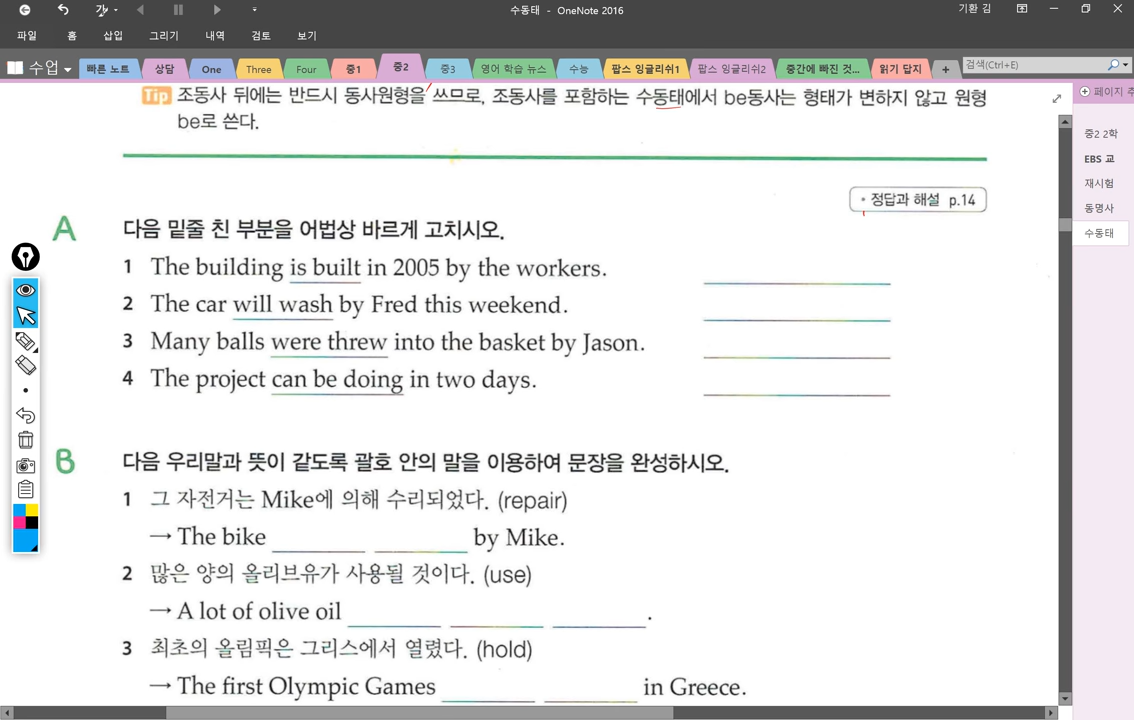 수동태 - OneNote 2016
기환 김
파일 홈 삽입 그리기 내역 검토 보기
수업 빠른 노트 상담 One Three Four 중1 중2 중3 영어 학습 뉴스 수능 팝스 잉글리쉬1 팝스 잉글리쉬2 중간에 빠진 것... 읽기 답지 + 검색(Ctrl+E)
Tip 조동사 뒤에는 반드시 동사원형을 쓰므로, 조동사를 포함하는 수동태에서 be동사는 형태가 변하지 않고 원형
be로 쓴다.
페이지 추
중2 2학
EBS 교
재시험
동명사
수동태
• 정답과 해설 p.14
A 다음 밑줄 친 부분을 어법상 바르게 고치시오.
1 The building is built in 2005 by the workers.
2 The car will wash by Fred this weekend.
3 Many balls were threw into the basket by Jason.
4 The project can be doing in two days.
B 다음 우리말과 뜻이 같도록 괄호 안의 말을 이용하여 문장을 완성하시오.
1 그 자전거는 Mike에 의해 수리되었다. (repair)
→ The bike by Mike.
2 많은 양의 올리브유가 사용될 것이다. (use)
→ A lot of olive oil .
3 최초의 올림픽은 그리스에서 열렸다. (hold)
→ The first Olympic Games in Greece.